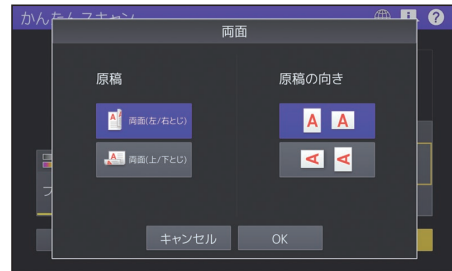 かんたんスキャン
両面
原稿
原稿の向き
両面(左/右とじ)
両面(上/下とじ)
キャンセル
OK